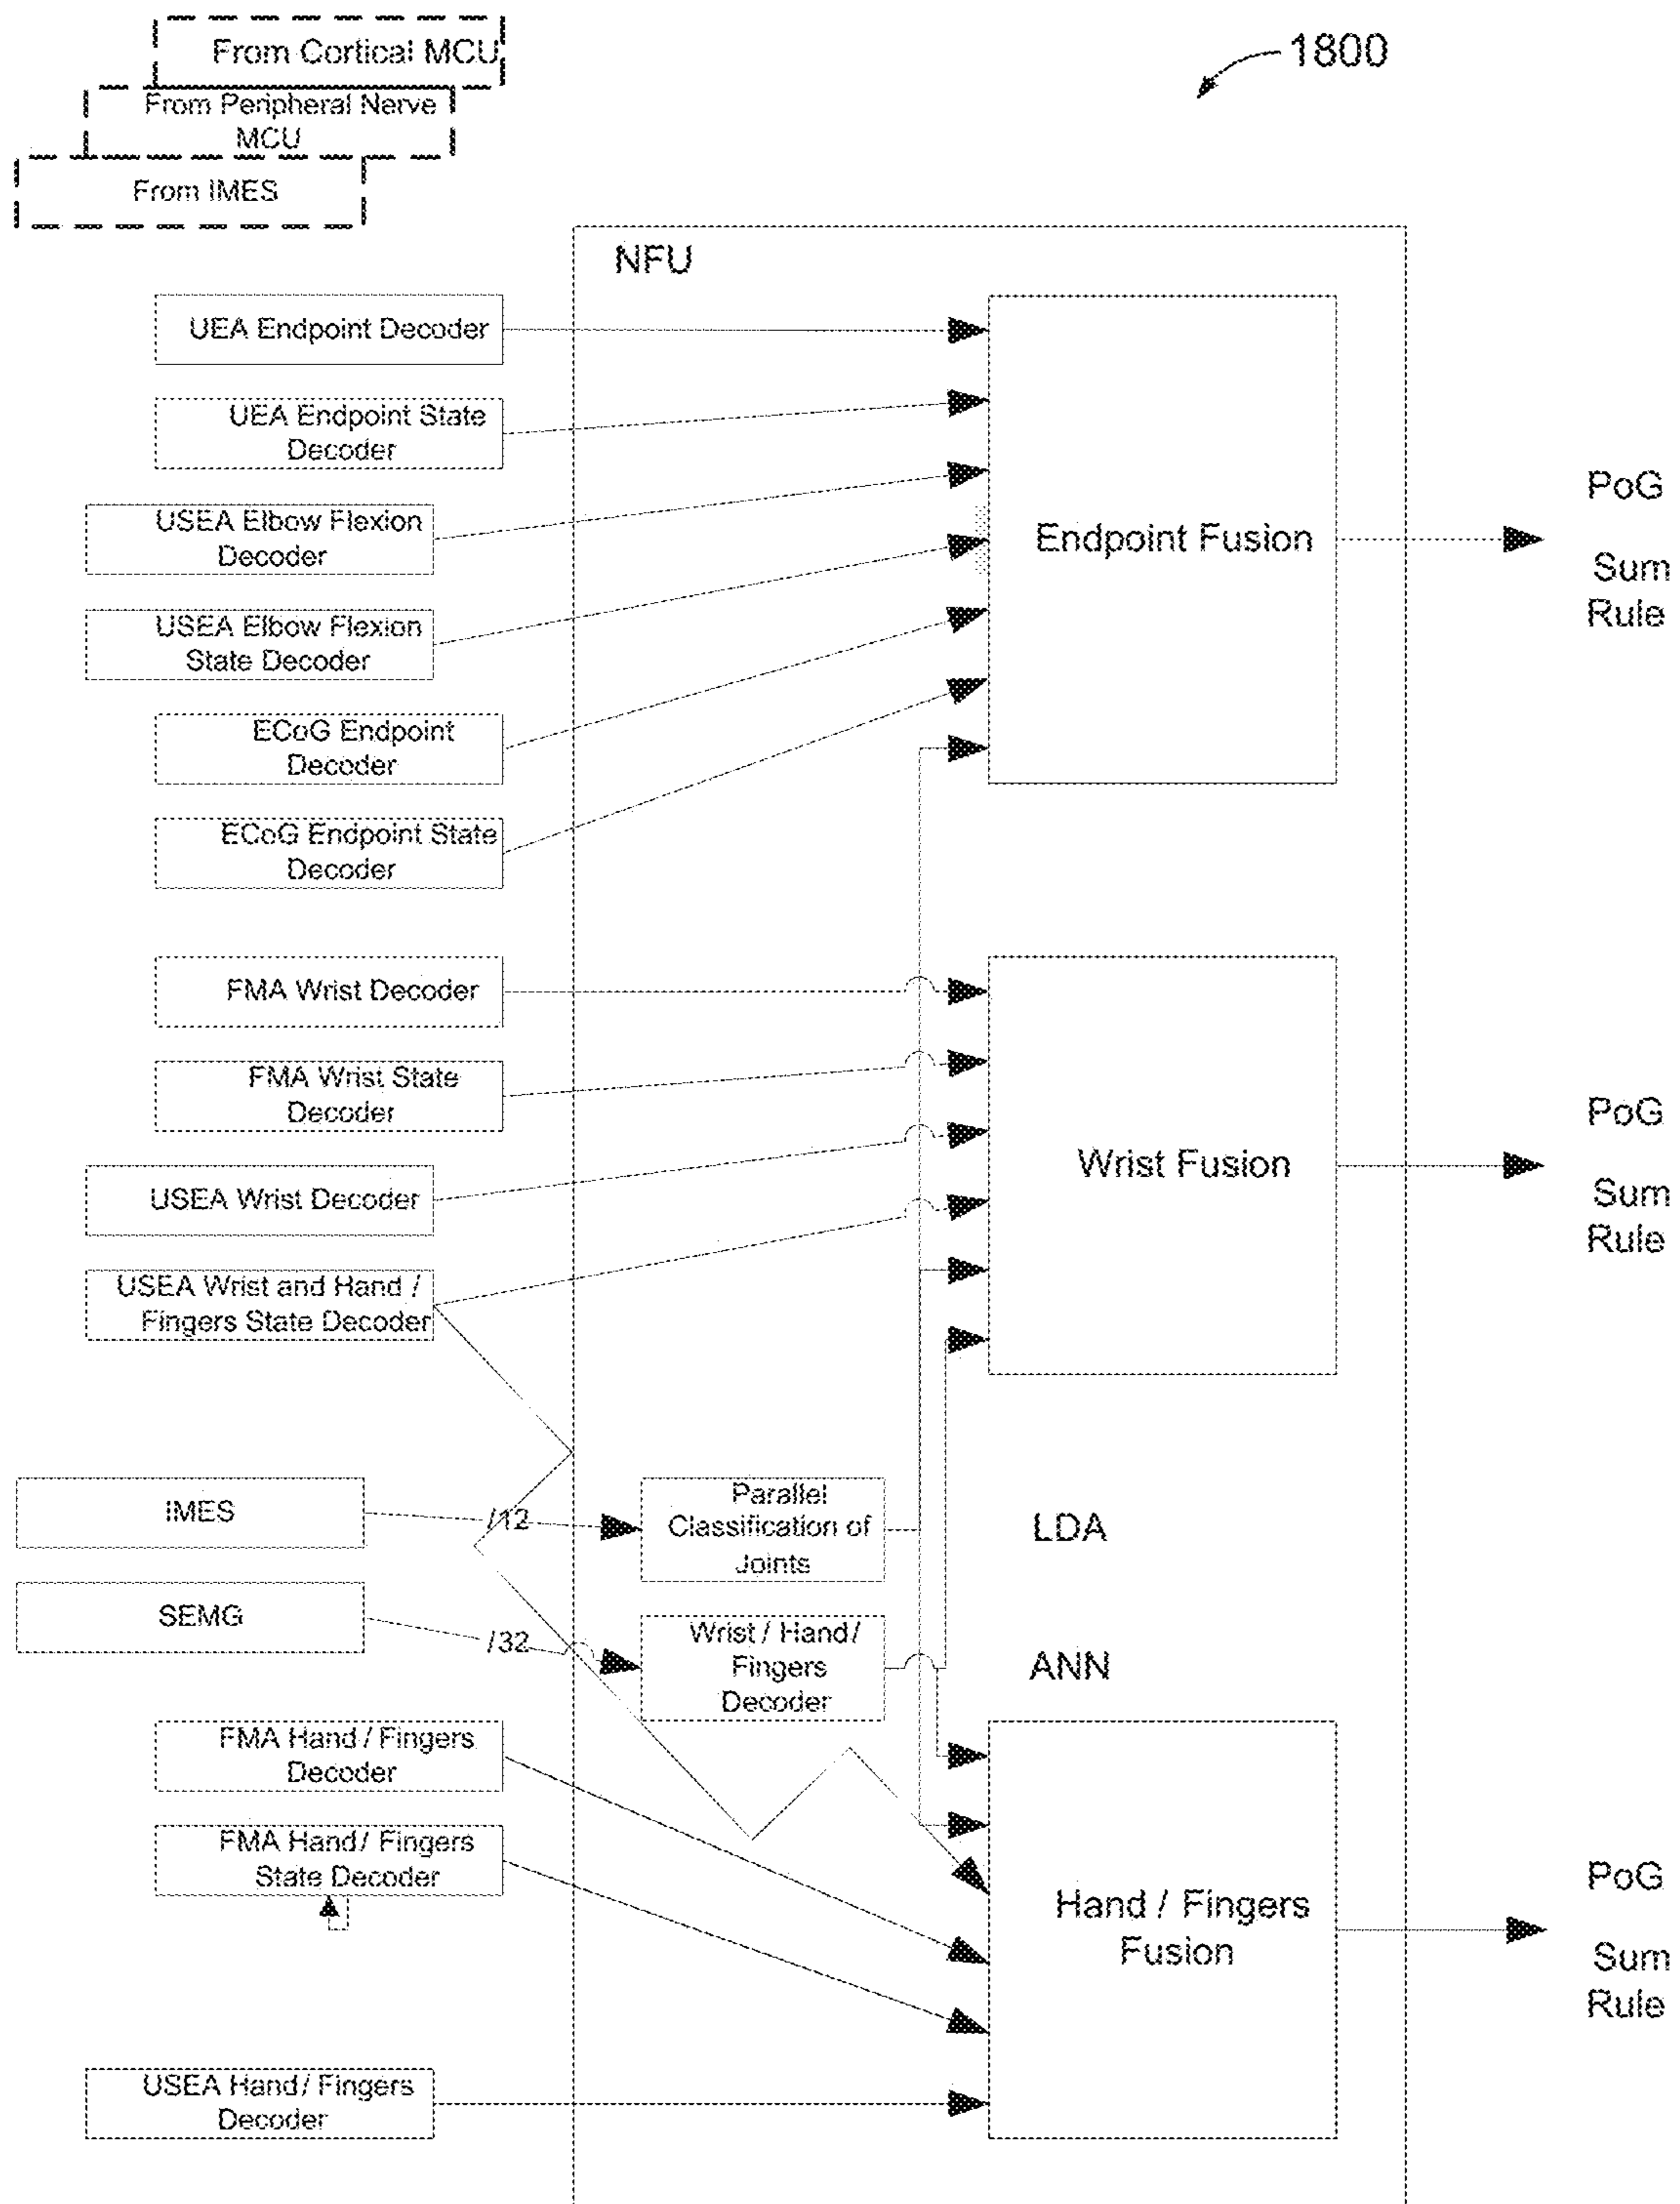 From Cortical MCU
1800
From Peripheral Nerve
MCU
From IMES
NFU
UEA Endpoint Decoder
UEA Endpoint State
Decoder
USEA Elbow Flexion
Decoder
USEA Elbow Flexion
State Decoder
ECoG Endpoint
Decoder
ECoG Endpoint State
Decoder
Endpoint Fusion
PoG
Sum
Rule
FMA Wrist Decoder
FMA Wrist State
Decoder
USEA Wrist Decoder
USEA Wrist and Hand /
Fingers State Decoder
Wrist Fusion
PoG
Sum
Rule
IMES
/12
Parallel
Classification of
Joints
LDA
SEMG
/32
Wrist / Hand /
Fingers
Decoder
ANN
FMA Hand / Fingers
Decoder
FMA Hand / Fingers
State Decoder
USEA Hand / Fingers
Decoder
Hand / Fingers
Fusion
PoG
Sum
Rule